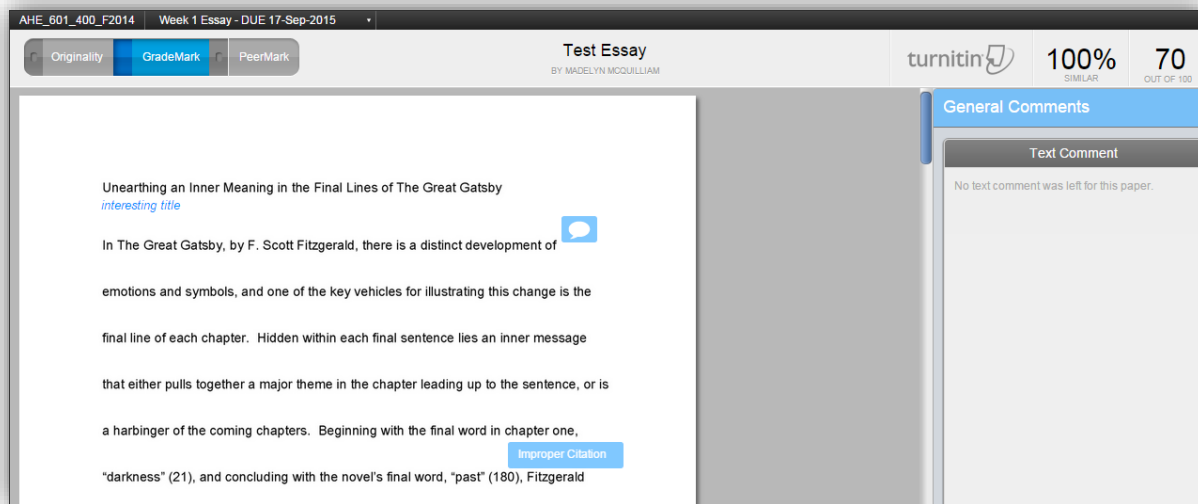 AHE_601_400_F2014 Week 1 Essay - DUE 17-Sep-2015
Originality GradeMark PeerMark
Test Essay
BY MADELYN MCQUILLIAM
turnitin
100%
SIMILAR
70
OUT OF 100
General Comments
Text Comment
No text comment was left for this paper.
Unearthing an Inner Meaning in the Final Lines of The Great Gatsby
interesting title
In The Great Gatsby, by F. Scott Fitzgerald, there is a distinct development of
emotions and symbols, and one of the key vehicles for illustrating this change is the
final line of each chapter.  Hidden within each final sentence lies an inner message
that either pulls together a major theme in the chapter leading up to the sentence, or is
a harbinger of the coming chapters.  Beginning with the final word in chapter one,
Improper Citation
“darkness” (21), and concluding with the novel’s final word, “past” (180), Fitzgerald